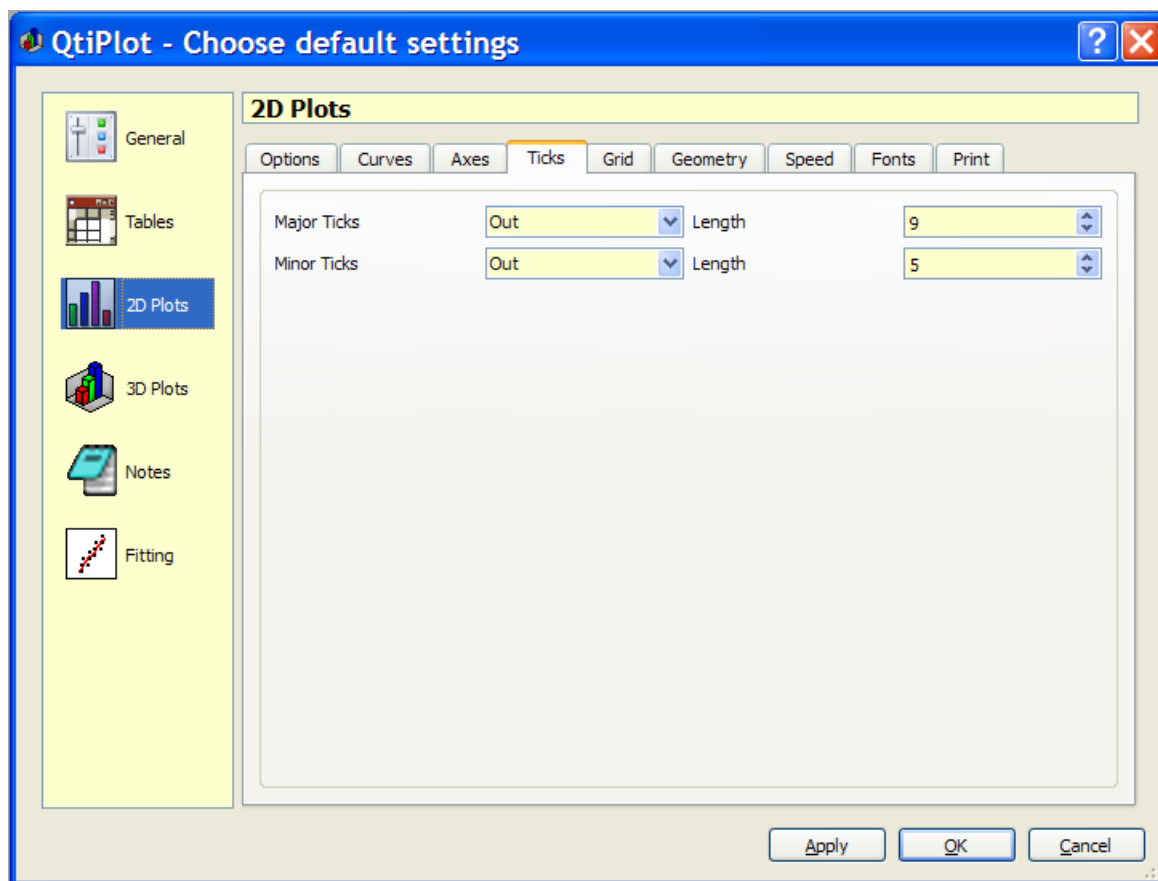 QtiPlot - Choose default settings
General
Tables
2D Plots
3D Plots
Notes
Fitting
2D Plots
Options Curves Axes Ticks Grid Geometry Speed Fonts Print
Major Ticks Out Length 9
Minor Ticks Out Length 5
Apply OK Cancel